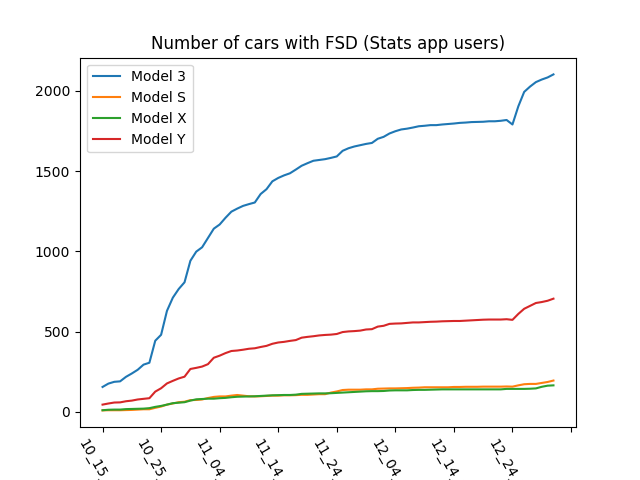 Number of cars with FSD (Stats app users)
Model 3
Model S
Model X
Model Y
2000
1500
1000
500
0
10_15.
10_25.
11_04.
11_14.
11_24.
12_04.
12_14.
12_24.